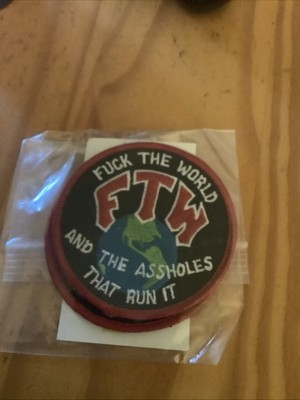 FUCK THE WORLD
FTW
AND THE ASSHOLES
THAT RUN IT